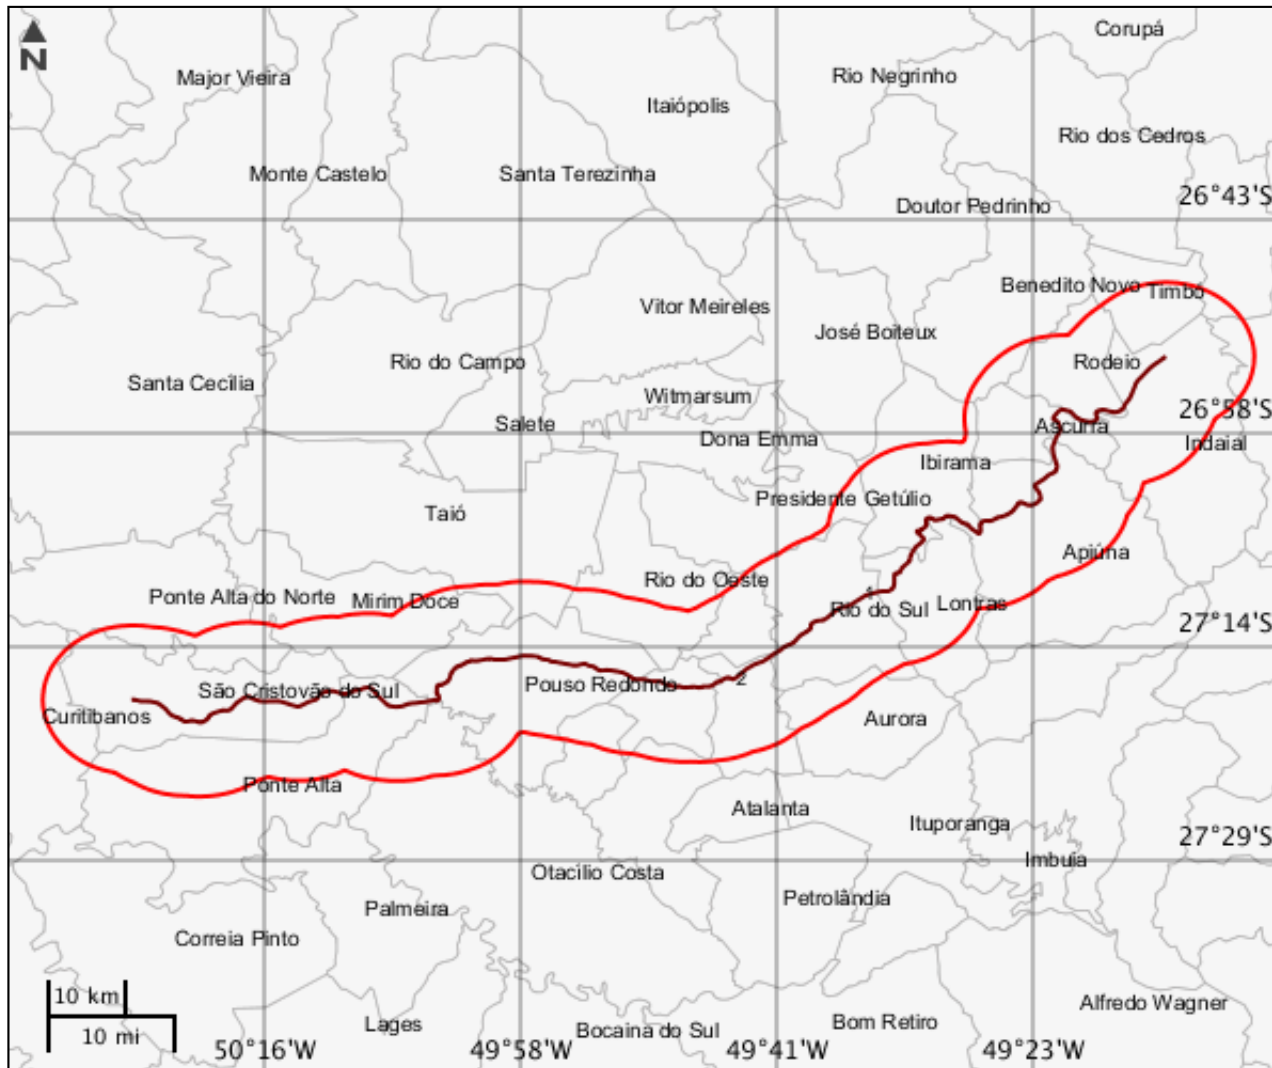 Corupá
Major Vieira
Rio Negrinho
N
Itaiópolis
Rio dos Cedros
Monte Castelo
Santa Terezinha
26°43'S
Doutor Pedrinho
Benedito Novo
Timbó
Vitor Meireles
José Boiteux
Rio do Campo
Rodeio
Santa Cecília
Witmarsum
26°58'S
Salete
Ascurra
Dona Emma
Indaial
Ibirama
Presidente Getúlio
Taió
Apiúna
Rio do Oeste
Ponte Alta do Norte
Mirim Doce
4
Rio do Sul
Lontras
27°14'S
2
Pouso Redondo
São Cristovão do Sul
Curitibanos
Aurora
Ponte Alta
Atalanta
Ituporanga
27°29'S
Imbuia
Otacílio Costa
Petrolândia
Palmeira
Correia Pinto
10 km
Alfredo Wagner
Lages
Bocaina do Sul
Bom Retiro
10 mi
50°16'W
49°58'W
49°41'W
49°23'W